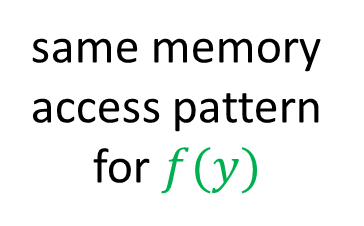 same memory
access pattern
for f(y)